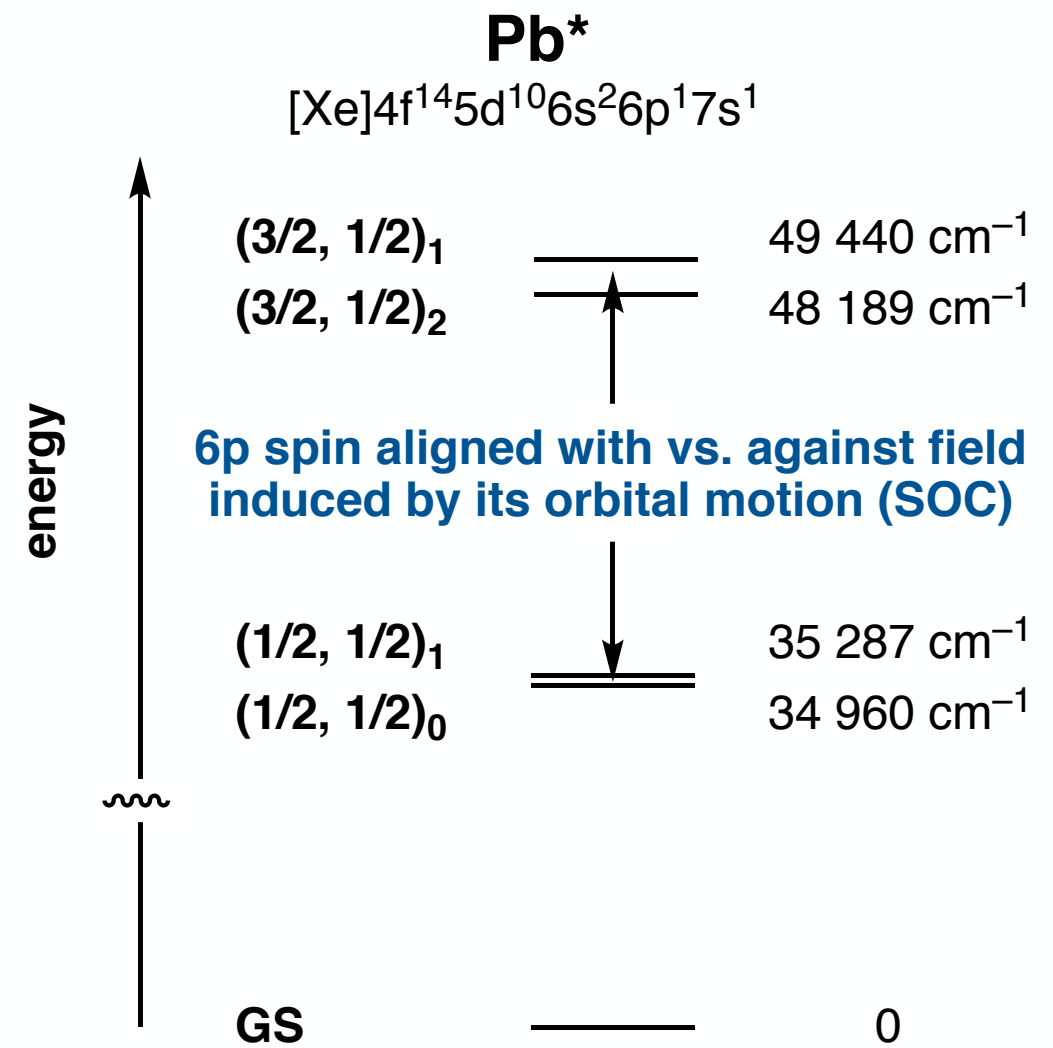 Pb*
[Xe]4f¹⁴5d¹⁰6s²6p¹7s¹
(3/2, 1/2)₁ 49 440 cm⁻¹
(3/2, 1/2)₂ 48 189 cm⁻¹
energy
6p spin aligned with vs. against field
induced by its orbital motion (SOC)
(1/2, 1/2)₁ 35 287 cm⁻¹
(1/2, 1/2)₀ 34 960 cm⁻¹
GS 0